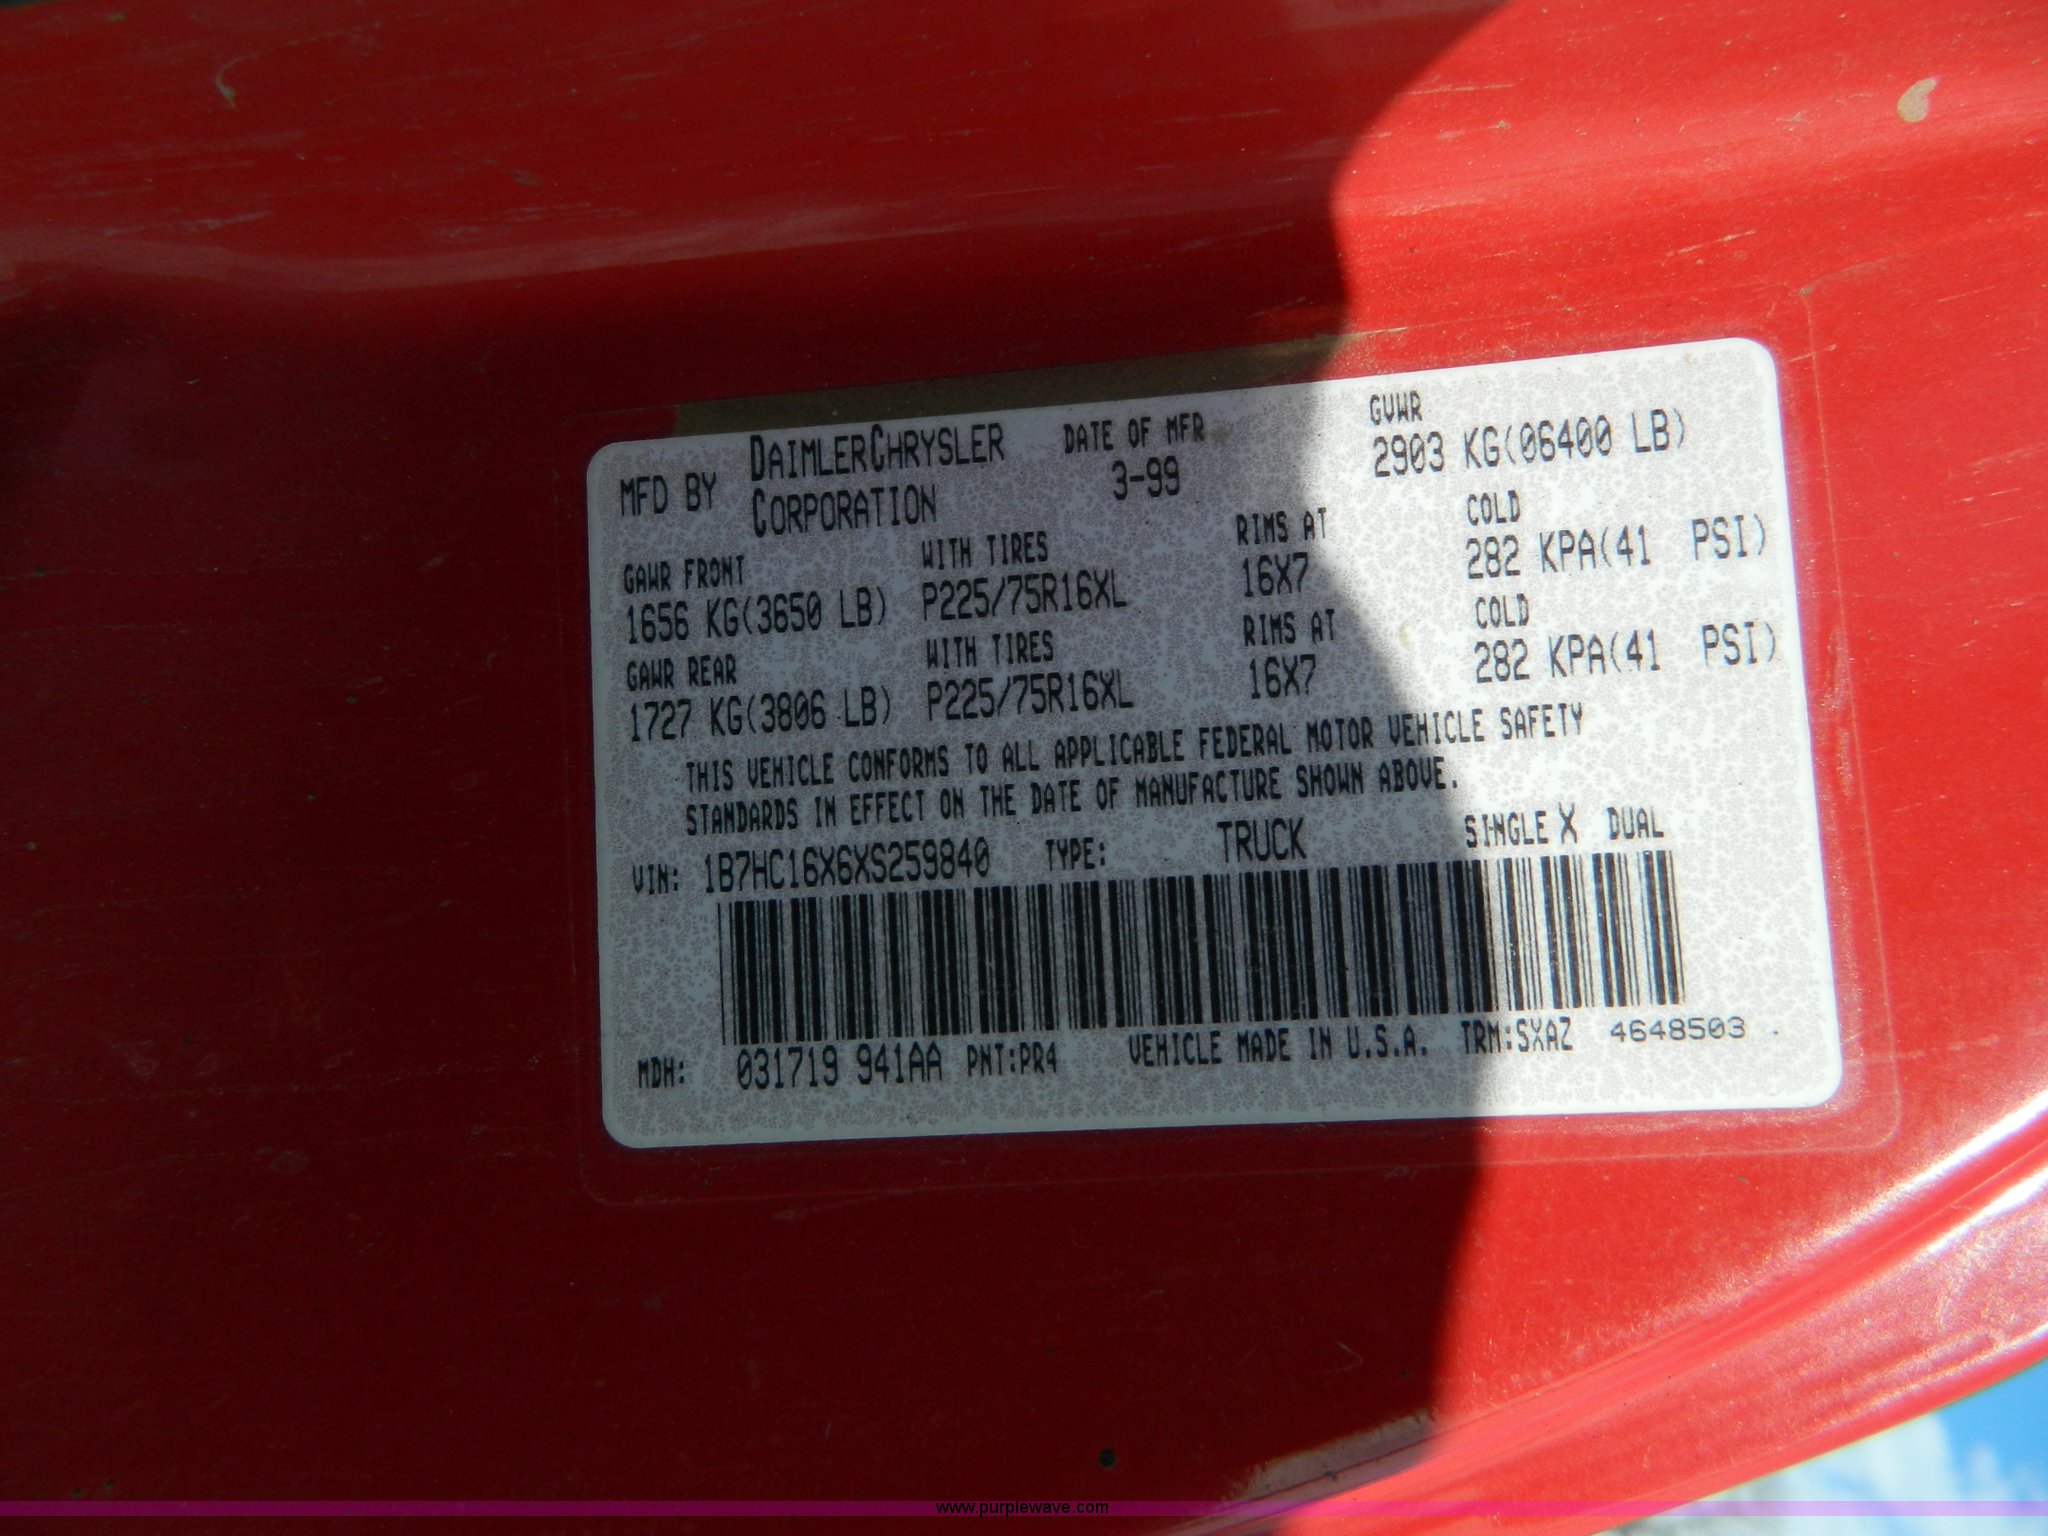 MFD BY DAIMLERCHRYSLER CORPORATION DATE OF MFR 3-99 GVWR 2903 KG(06400 LB)
GAWR FRONT WITH TIRES RIMS AT COLD
1656 KG(3650 LB) P225/75R16XL 16X7 282 KPA(41 PSI)
GAWR REAR WITH TIRES RIMS AT COLD
1727 KG(3806 LB) P225/75R16XL 16X7 282 KPA(41 PSI)
THIS VEHICLE CONFORMS TO ALL APPLICABLE FEDERAL MOTOR VEHICLE SAFETY
STANDARDS IN EFFECT ON THE DATE OF MANUFACTURE SHOWN ABOVE.
VIN: 1B7HC16X6XS259840 TYPE: TRUCK SINGLE X DUAL
MDH: 031719 941AA PNT:PR4 VEHICLE MADE IN U.S.A. TRM:SXAZ 4648503
www.purplewave.com